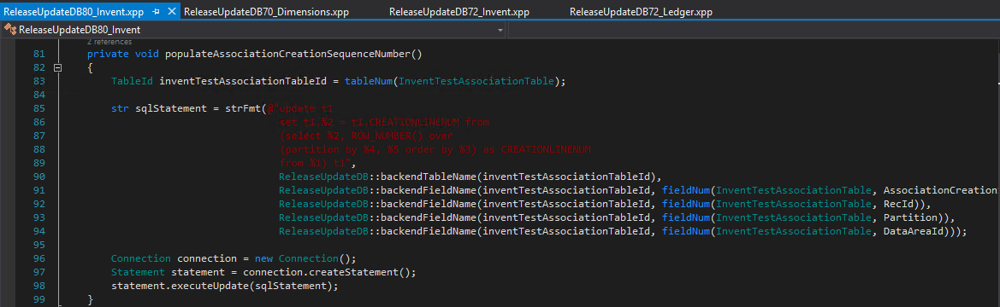 ReleaseUpdateDB80_Invent.xpp ReleaseUpdateDB70_Dimensions.xpp ReleaseUpdateDB72_Invent.xpp ReleaseUpdateDB72_Ledger.xpp
ReleaseUpdateDB80_Invent
2 references
81 private void populateAssociationCreationSequenceNumber()
82 {
83 TableId inventTestAssociationTableId = tableNum(InventTestAssociationTable);
84
85 str sqlStatement = strFmt(@"update t1
86 set t1.%2 = t1.CREATIONLINENUM from
87 (select %2, ROW_NUMBER() over
88 (partition by %4, %5 order by %3) as CREATIONLINENUM
89 from %1) t1",
90 ReleaseUpdateDB::backendTableName(inventTestAssociationTableId),
91 ReleaseUpdateDB::backendFieldName(inventTestAssociationTableId, fieldNum(InventTestAssociationTable, AssociationCreation
92 ReleaseUpdateDB::backendFieldName(inventTestAssociationTableId, fieldNum(InventTestAssociationTable, RecId)),
93 ReleaseUpdateDB::backendFieldName(inventTestAssociationTableId, fieldNum(InventTestAssociationTable, Partition)),
94 ReleaseUpdateDB::backendFieldName(inventTestAssociationTableId, fieldNum(InventTestAssociationTable, DataAreaId)));
95
96 Connection connection = new Connection();
97 Statement statement = connection.createStatement();
98 statement.executeUpdate(sqlStatement);
99 }